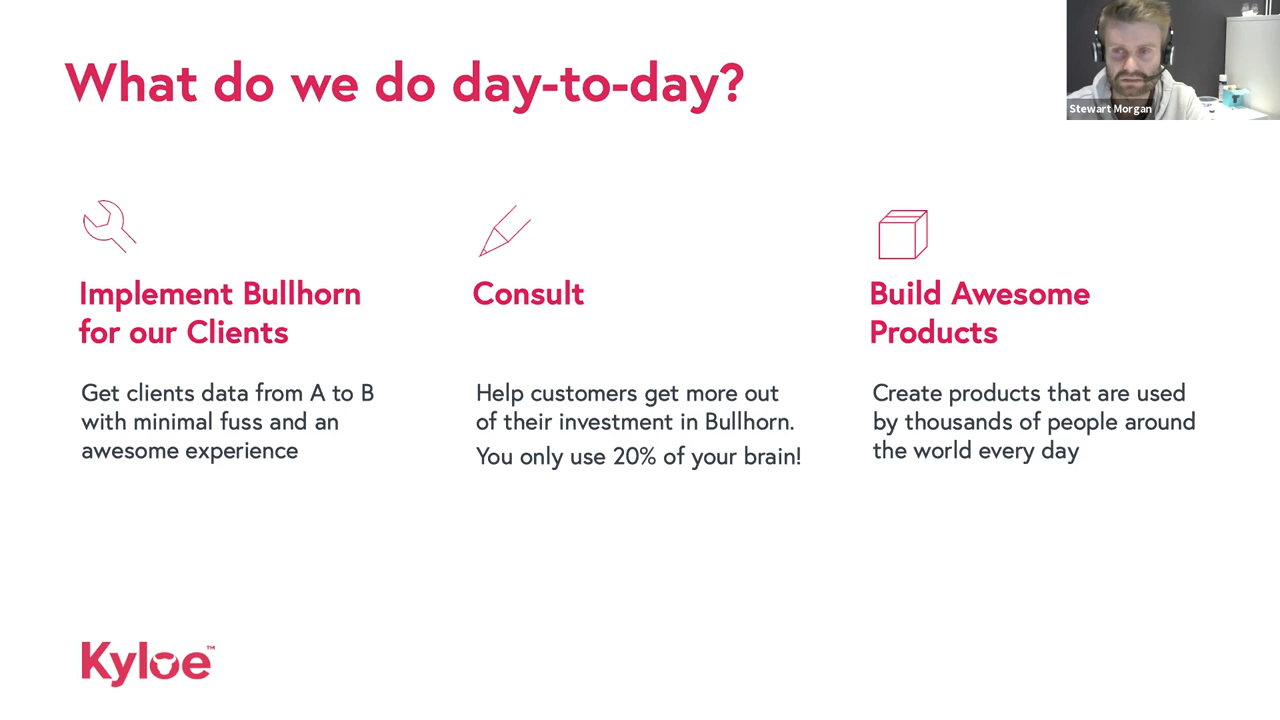 What do we do day-to-day?
Stewart Morgan
Implement Bullhorn
for our Clients
Get clients data from A to B
with minimal fuss and an
awesome experience
Consult
Help customers get more out
of their investment in Bullhorn.
You only use 20% of your brain!
Build Awesome
Products
Create products that are used
by thousands of people around
the world every day
Kyloe™